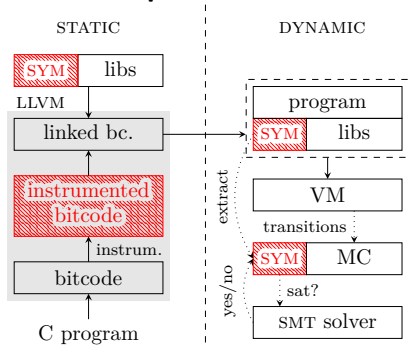 STATIC
DYNAMIC
SYM libs
LLVM
linked bc.
instrumented
bitcode
instrum.
bitcode
C program
program
SYM libs
VM
extract
transitions
SYM MC
yes/no
sat?
SMT solver